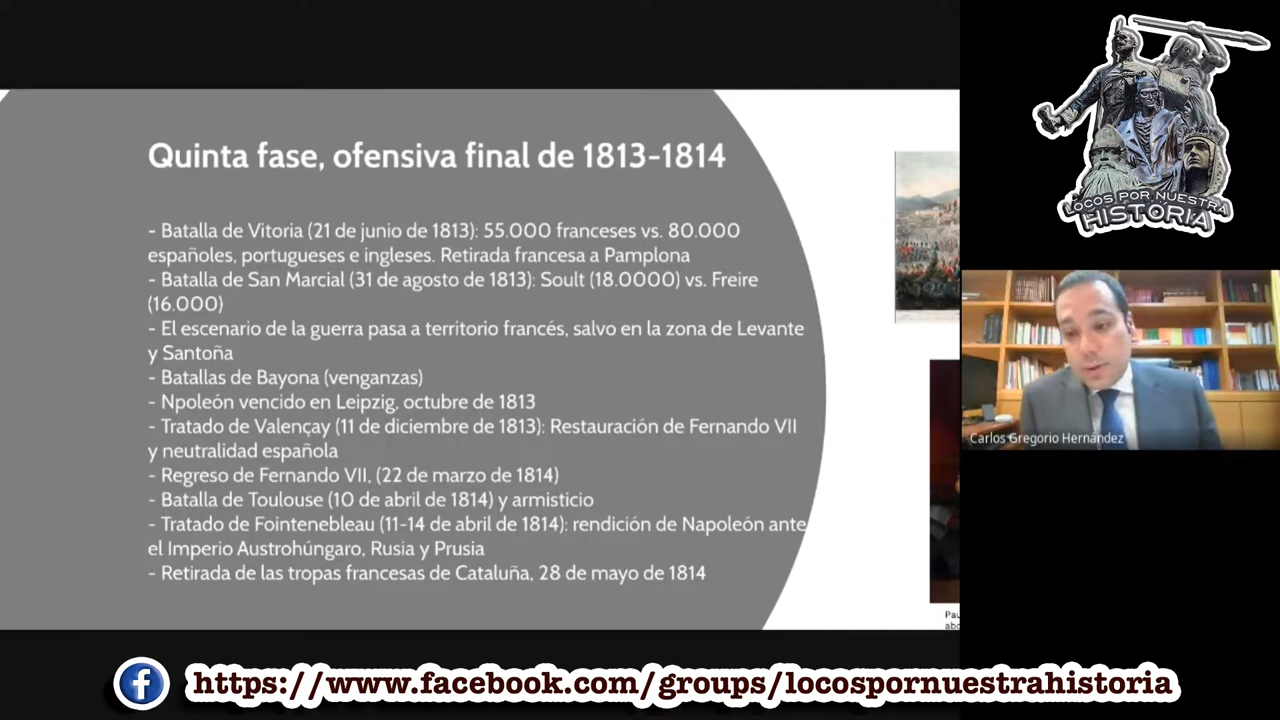 Quinta fase, ofensiva final de 1813-1814
- Batalla de Vitoria (21 de junio de 1813): 55.000 franceses vs. 80.000
españoles, portugueses e ingleses. Retirada francesa a Pamplona
- Batalla de San Marcial (31 de agosto de 1813): Soult (18.0000) vs. Freire
(16.000)
- El escenario de la guerra pasa a territorio francés, salvo en la zona de Levante
y Santoña
- Batallas de Bayona (venganzas)
- Npoleón vencido en Leipzig, octubre de 1813
- Tratado de Valençay (11 de diciembre de 1813): Restauración de Fernando VII
y neutralidad española
- Regreso de Fernando VII, (22 de marzo de 1814)
- Batalla de Toulouse (10 de abril de 1814) y armisticio
- Tratado de Fointenebleau (11-14 de abril de 1814): rendición de Napoleón ante
el Imperio Austrohúngaro, Rusia y Prusia
- Retirada de las tropas francesas de Cataluña, 28 de mayo de 1814
LOCOS POR NUESTRA
HISTORIA
Carlos Gregorio Hernández
https://www.facebook.com/groups/locospornuestrahistoria